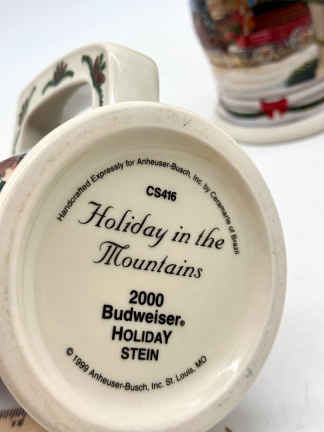 Handcrafted Expressly for Anheuser-Busch, Inc. by Ceramarte of Brazil
CS416
Holiday in the
Mountains
2000
Budweiser®
HOLIDAY
STEIN
© 1999 Anheuser-Busch, Inc. St. Louis, MO